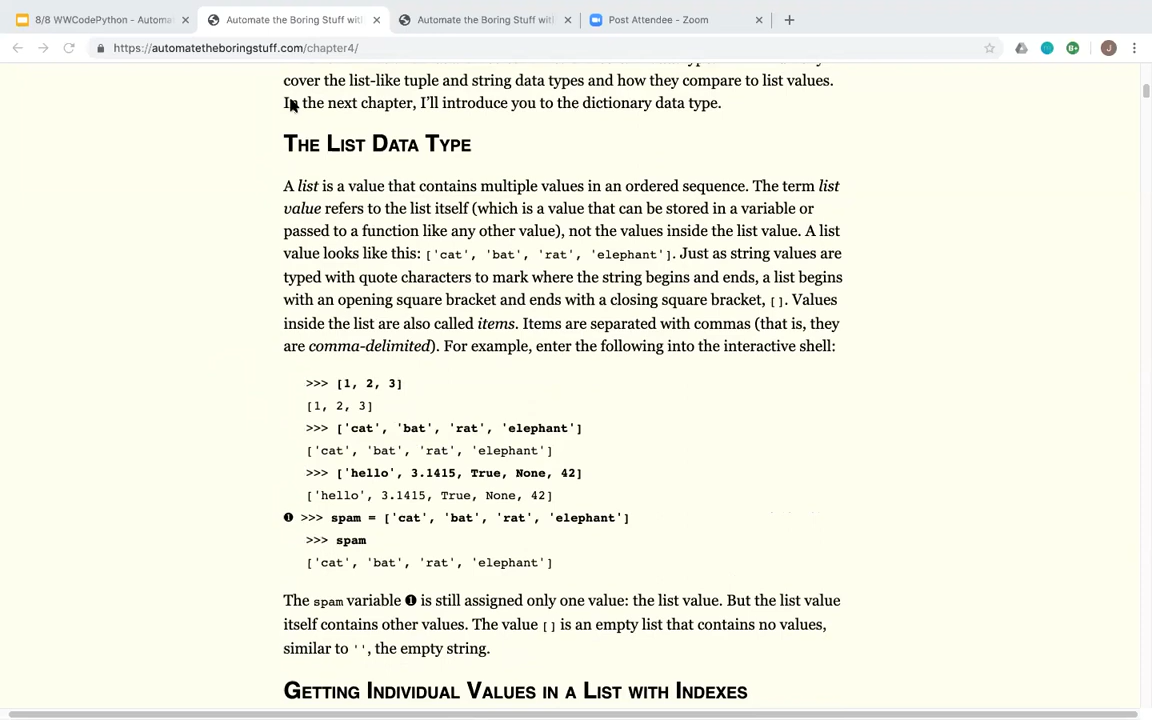 8/8 WWCodePython - Automa
Automate the Boring Stuff with
Automate the Boring Stuff with
Post Attendee - Zoom
https://automatetheboringstuff.com/chapter4/
cover the list-like tuple and string data types and how they compare to list values.
In the next chapter, I'll introduce you to the dictionary data type.
THE LIST DATA TYPE
A list is a value that contains multiple values in an ordered sequence. The term list
value refers to the list itself (which is a value that can be stored in a variable or
passed to a function like any other value), not the values inside the list value. A list
value looks like this: ['cat', 'bat', 'rat', 'elephant']. Just as string values are
typed with quote characters to mark where the string begins and ends, a list begins
with an opening square bracket and ends with a closing square bracket, []. Values
inside the list are also called items. Items are separated with commas (that is, they
are comma-delimited). For example, enter the following into the interactive shell:
>>> [1, 2, 3]
[1, 2, 3]
>>> ['cat', 'bat', 'rat', 'elephant']
['cat', 'bat', 'rat', 'elephant']
>>> ['hello', 3.1415, True, None, 42]
['hello', 3.1415, True, None, 42]
❶ >>> spam = ['cat', 'bat', 'rat', 'elephant']
>>> spam
['cat', 'bat', 'rat', 'elephant']
The spam variable ❶ is still assigned only one value: the list value. But the list value
itself contains other values. The value [] is an empty list that contains no values,
similar to '', the empty string.
GETTING INDIVIDUAL VALUES IN A LIST WITH INDEXES